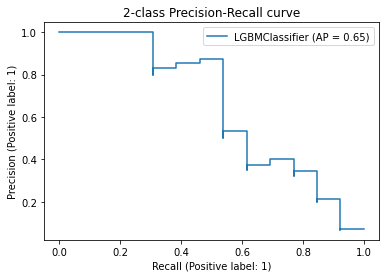 2-class Precision-Recall curve
LGBMClassifier (AP = 0.65)
Precision (Positive label: 1)
1.0
0.8
0.6
0.4
0.2
0.0 0.2 0.4 0.6 0.8 1.0
Recall (Positive label: 1)